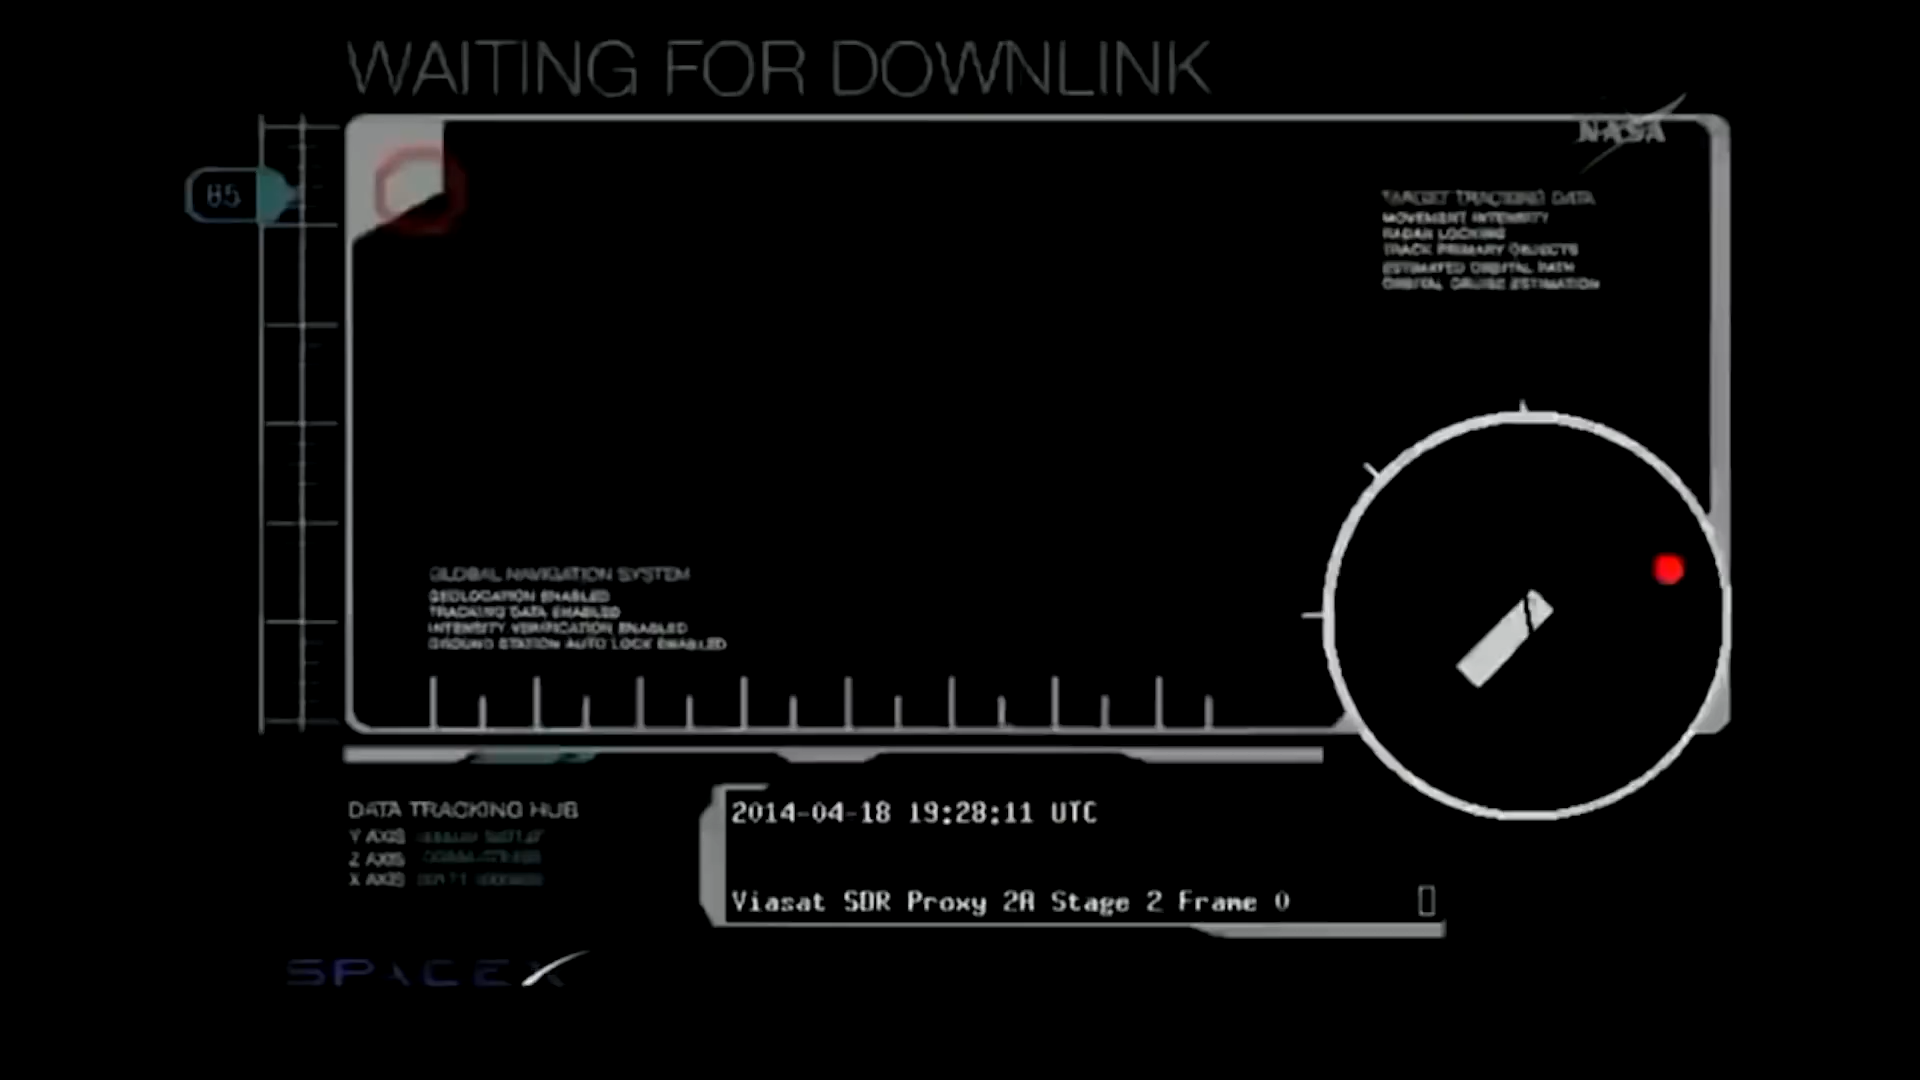 WAITING FOR DOWNLINK
NASA
65
TARGET TRACKING DATA
MOVEMENT INTENSITY
RADAR LOCKING
TRACK PRIMARY OBJECTS
ESTIMATED ORBITAL PATH
ORBITAL CRUISE ESTIMATION
GLOBAL NAVIGATION SYSTEM
GEOLOCATION ENABLED
TRACKING DATA ENABLED
INTENSITY VERIFICATION ENABLED
GROUND STATION AUTO LOCK ENABLED
DATA TRACKING HUB
Y AXIS
Z AXIS
X AXIS
2014-04-18 19:28:11 UTC
Viasat SDR Proxy 2A Stage 2 Frame 0
SPACEX